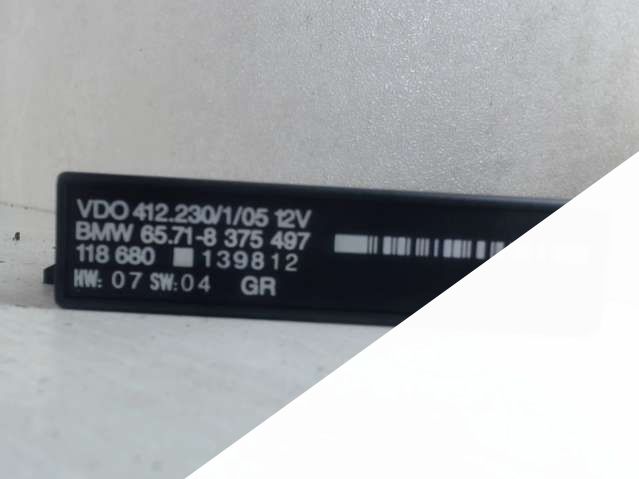 VDO 412.230/1/05 12V
BMW 65.71-8 375 497
118 680 139812
HW: 07 SW: 04 GR